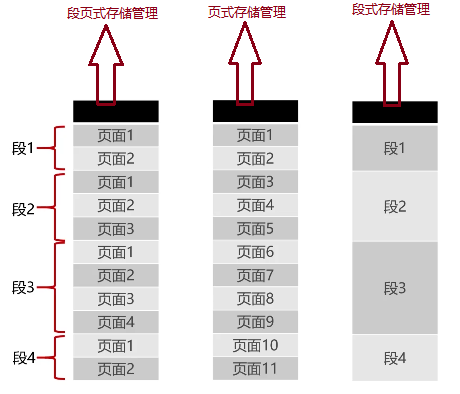 段页式存储管理
页式存储管理
段式存储管理
段1
页面1
页面2
段2
页面1
页面2
页面3
段3
页面1
页面2
页面3
页面4
段4
页面1
页面2
页面1
页面2
页面3
页面4
页面5
页面6
页面7
页面8
页面9
页面10
页面11
段1
段2
段3
段4